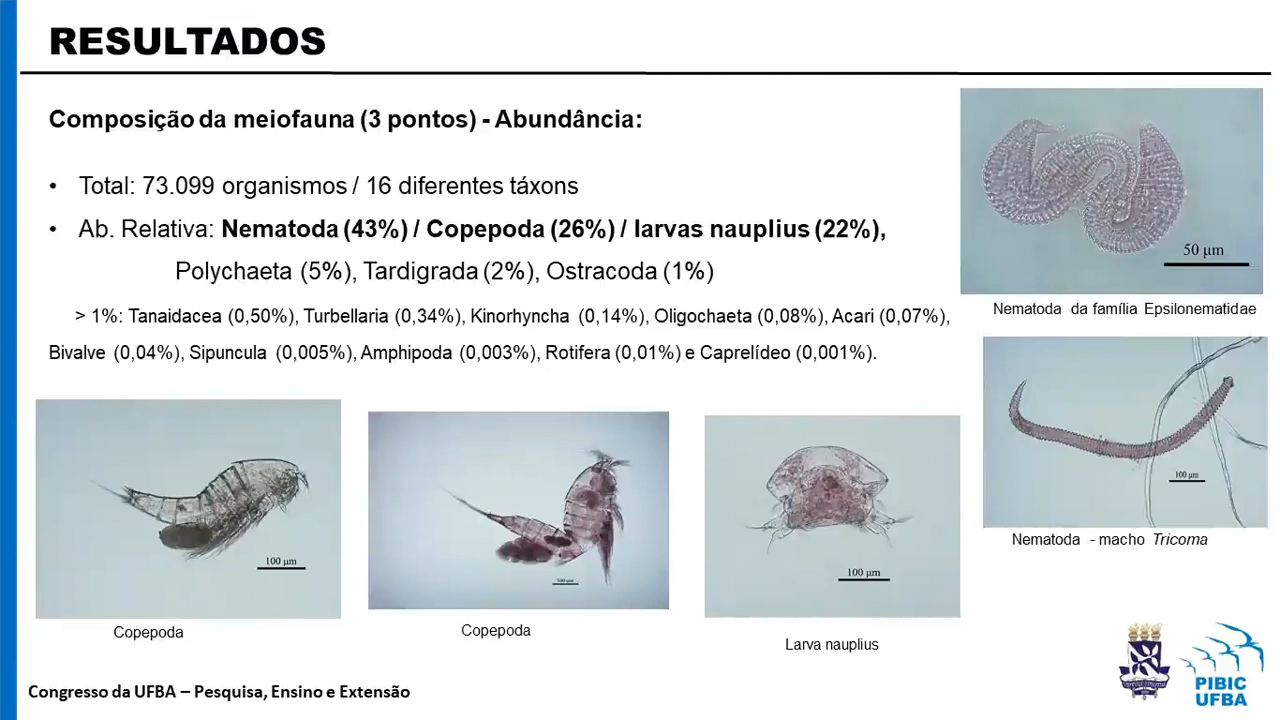 RESULTADOS
Composição da meiofauna (3 pontos) - Abundância:
• Total: 73.099 organismos / 16 diferentes táxons
• Ab. Relativa: Nematoda (43%) / Copepoda (26%) / larvas nauplius (22%),
Polychaeta (5%), Tardigrada (2%), Ostracoda (1%)
> 1%: Tanaidacea (0,50%), Turbellaria (0,34%), Kinorhyncha (0,14%), Oligochaeta (0,08%), Acari (0,07%),
Bivalve (0,04%), Sipuncula (0,005%), Amphipoda (0,003%), Rotifera (0,01%) e Caprelídeo (0,001%).
50 μm
Nematoda da família Epsilonematidae
100 μm
Nematoda - macho Tricoma
100 μm
Copepoda
100 μm
Copepoda
100 μm
Larva nauplius
Congresso da UFBA – Pesquisa, Ensino e Extensão
PIBIC
UFBA